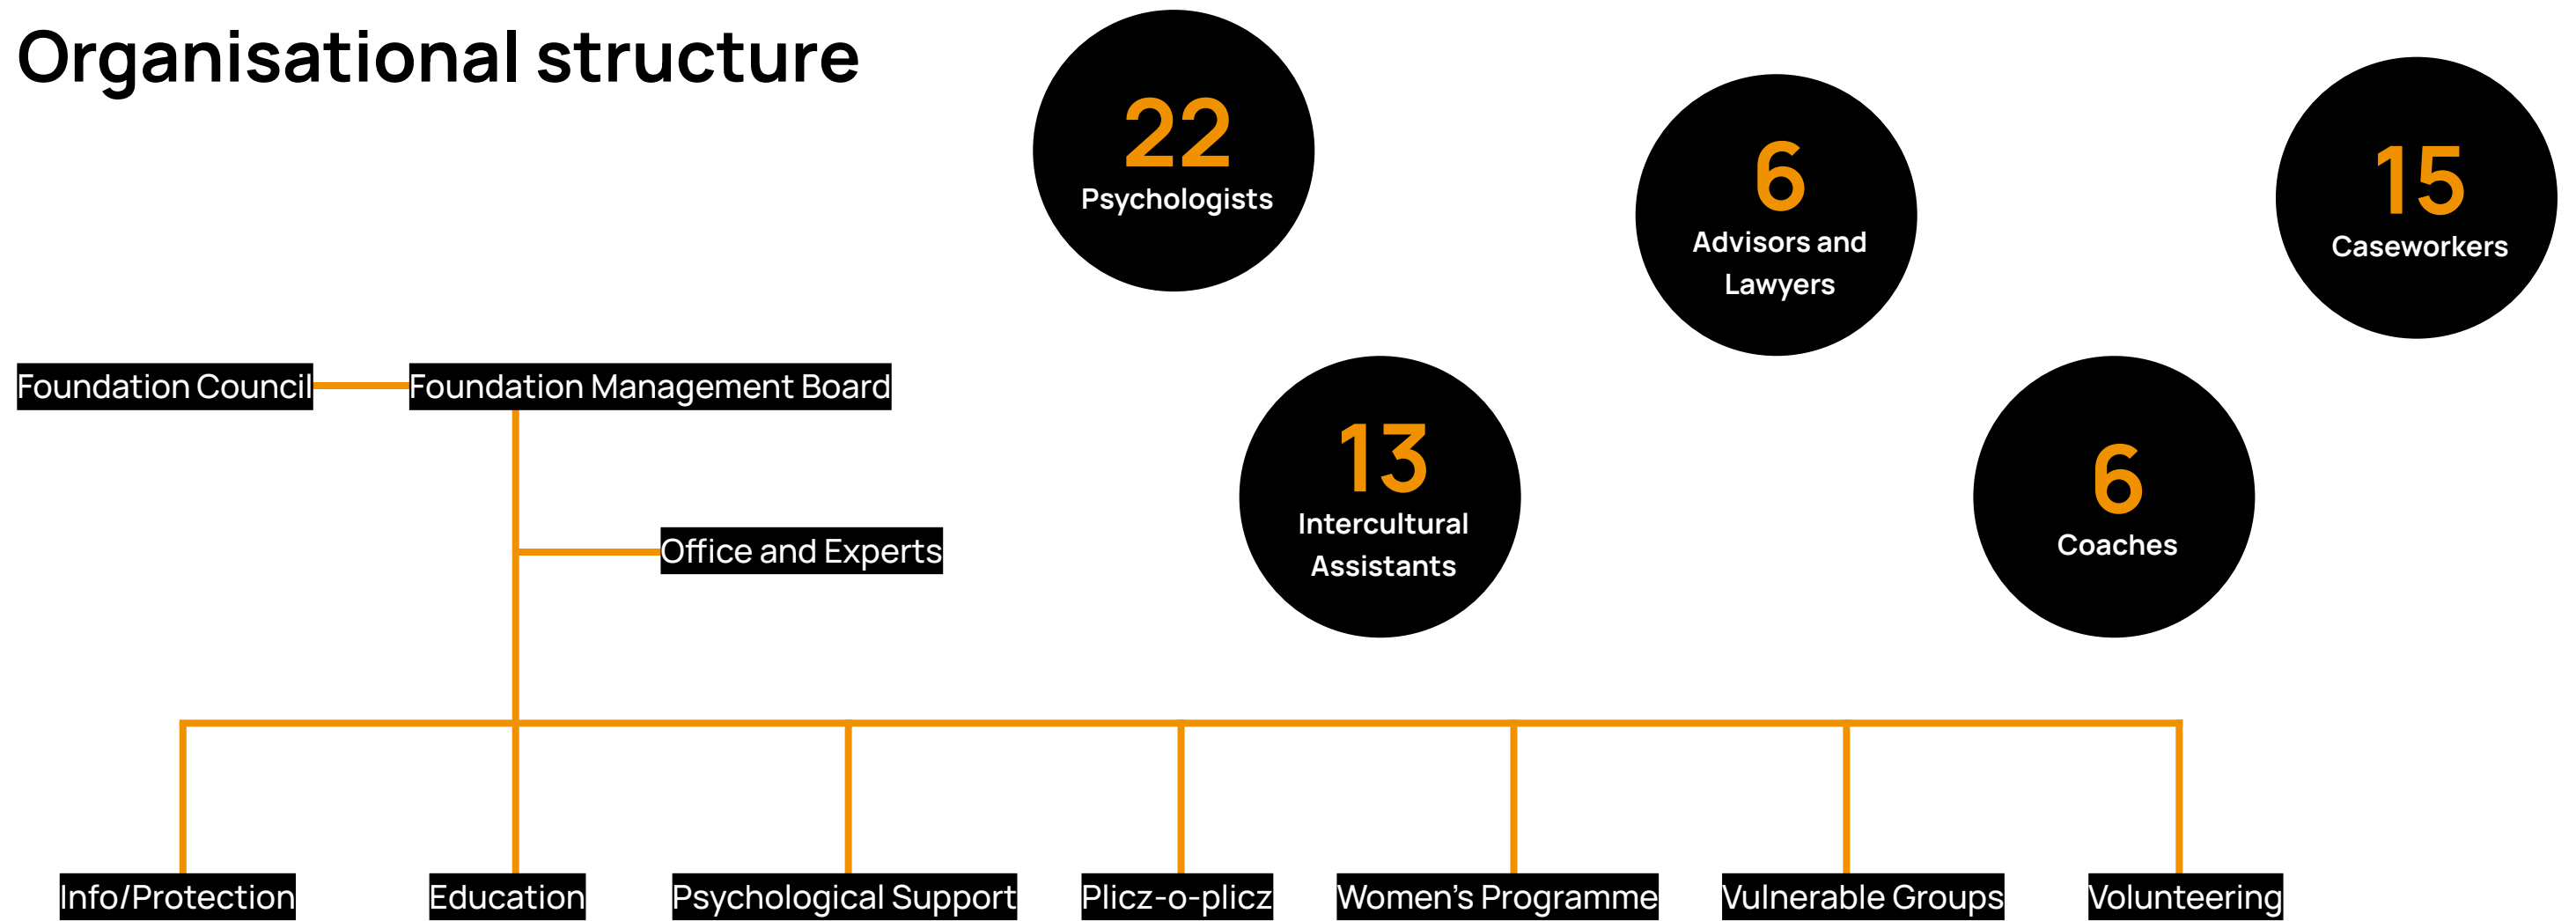 Organisational structure
22
Psychologists
6
Advisors and
Lawyers
15
Caseworkers
13
Intercultural
Assistants
6
Coaches
Foundation Council
Foundation Management Board
Office and Experts
Info/Protection
Education
Psychological Support
Plicz-o-plicz
Women's Programme
Vulnerable Groups
Volunteering